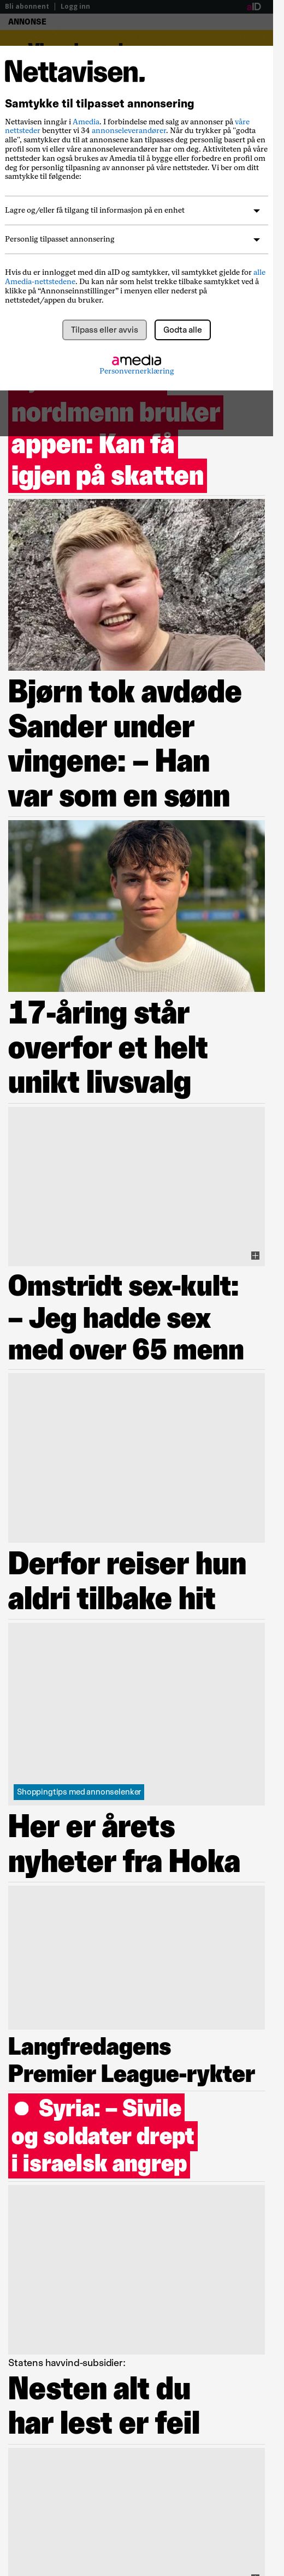 Bli abonnent | Logg inn aID
ANNONSE
Nettavisen.
Samtykke til tilpasset annonsering
Nettavisen inngår i Amedia. I forbindelse med salg av annonser på våre
nettsteder benytter vi 34 annonseleverandører. Når du trykker på "godta
alle", samtykker du til at annonsene kan tilpasses deg personlig basert på en
profil som vi eller våre annonseleverandører har om deg. Aktiviteten på våre
nettsteder kan også brukes av Amedia til å bygge eller forbedre en profil om
deg for personlig tilpasning av annonser på våre nettsteder. Vi ber om ditt
samtykke til følgende:
Lagre og/eller få tilgang til informasjon på en enhet
Personlig tilpasset annonsering
Hvis du er innlogget med din aID og samtykker, vil samtykket gjelde for alle
Amedia-nettstedene. Du kan når som helst trekke tilbake samtykket ved å
klikke på “Annonseinnstillinger” i menyen eller nederst på
nettstedet/appen du bruker.
Tilpass eller avvis
Godta alle
amedia
Personvernerklæring
nordmenn bruker
appen: Kan få
igjen på skatten
Bjørn tok avdøde
Sander under
vingene: – Han
var som en sønn
17-åring står
overfor et helt
unikt livsvalg
Omstridt sex-kult:
– Jeg hadde sex
med over 65 menn
Derfor reiser hun
aldri tilbake hit
Shoppingtips med annonselenker
Her er årets
nyheter fra Hoka
Langfredagens
Premier League-rykter
Syria: – Sivile
og soldater drept
i israelsk angrep
Statens havvind-subsidier:
Nesten alt du
har lest er feil